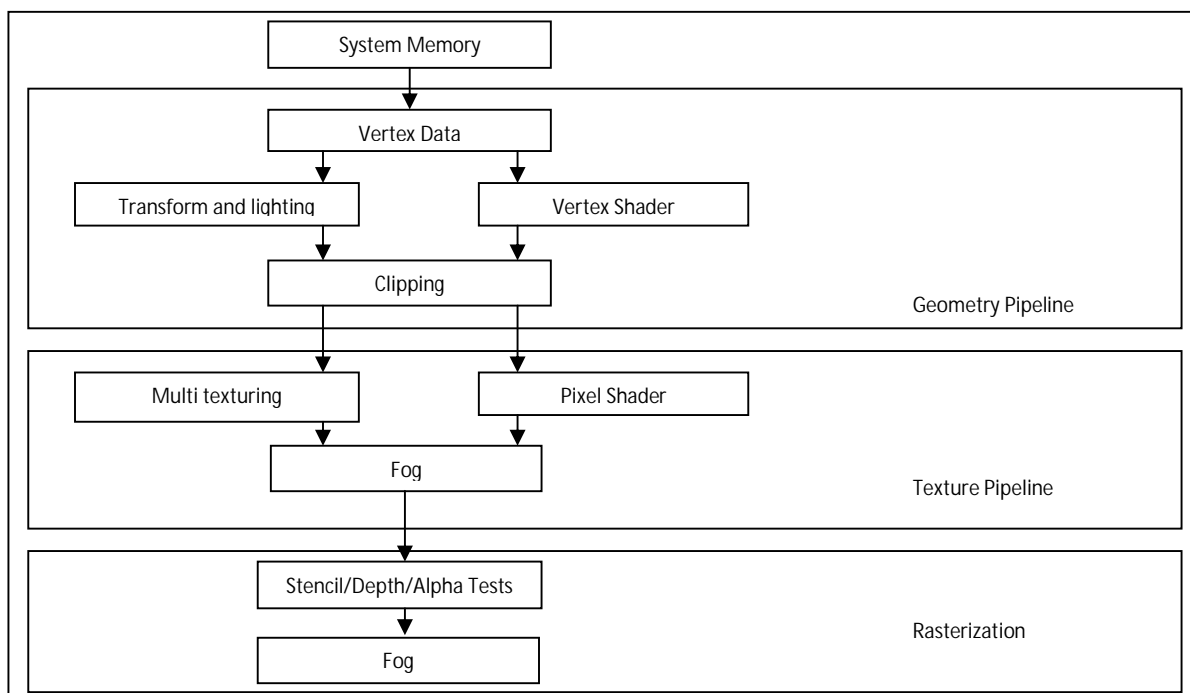 System Memory
Vertex Data
Transform and lighting
Vertex Shader
Clipping
Geometry Pipeline
Multi texturing
Pixel Shader
Fog
Texture Pipeline
Stencil/Depth/Alpha Tests
Rasterization
Fog